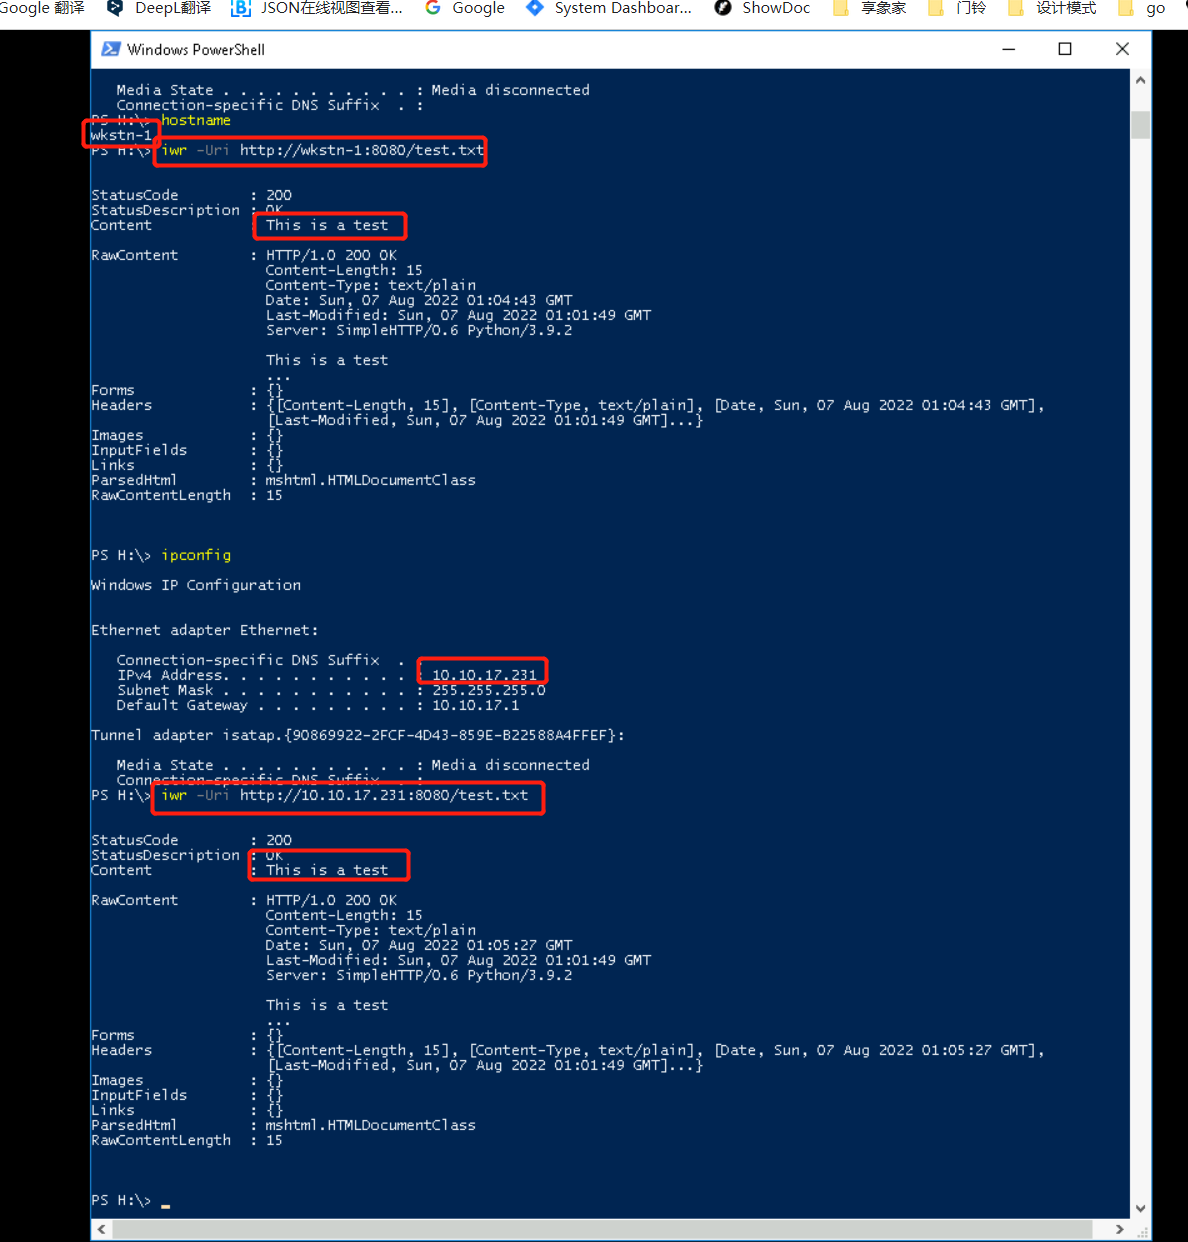 Google 翻译 DeepL翻译 JSON在线视图查看... Google System Dashboar... ShowDoc 享象家 门铃 设计模式 go
Windows PowerShell
Media State . . . . . . . . . . . : Media disconnected
Connection-specific DNS Suffix . :
PS H:\> hostname
wkstn-1
PS H:\> iwr -Uri http://wkstn-1:8080/test.txt
StatusCode : 200
StatusDescription : OK
Content : This is a test
RawContent : HTTP/1.0 200 OK
Content-Length: 15
Content-Type: text/plain
Date: Sun, 07 Aug 2022 01:04:43 GMT
Last-Modified: Sun, 07 Aug 2022 01:01:49 GMT
Server: SimpleHTTP/0.6 Python/3.9.2
This is a test
...
Forms : {}
Headers : {[Content-Length, 15], [Content-Type, text/plain], [Date, Sun, 07 Aug 2022 01:04:43 GMT],
[Last-Modified, Sun, 07 Aug 2022 01:01:49 GMT]...}
Images : {}
InputFields : {}
Links : {}
ParsedHtml : mshtml.HTMLDocumentClass
RawContentLength : 15
PS H:\> ipconfig
Windows IP Configuration
Ethernet adapter Ethernet:
Connection-specific DNS Suffix . :
IPv4 Address. . . . . . . . . . . : 10.10.17.231
Subnet Mask . . . . . . . . . . . : 255.255.255.0
Default Gateway . . . . . . . . . : 10.10.17.1
Tunnel adapter isatap.{90869922-2FCF-4D43-859E-B22588A4FFEF}:
Media State . . . . . . . . . . . : Media disconnected
Connection-specific DNS Suffix . :
PS H:\> iwr -Uri http://10.10.17.231:8080/test.txt
StatusCode : 200
StatusDescription : OK
Content : This is a test
RawContent : HTTP/1.0 200 OK
Content-Length: 15
Content-Type: text/plain
Date: Sun, 07 Aug 2022 01:05:27 GMT
Last-Modified: Sun, 07 Aug 2022 01:01:49 GMT
Server: SimpleHTTP/0.6 Python/3.9.2
This is a test
...
Forms : {}
Headers : {[Content-Length, 15], [Content-Type, text/plain], [Date, Sun, 07 Aug 2022 01:05:27 GMT],
[Last-Modified, Sun, 07 Aug 2022 01:01:49 GMT]...}
Images : {}
InputFields : {}
Links : {}
ParsedHtml : mshtml.HTMLDocumentClass
RawContentLength : 15
PS H:\> _